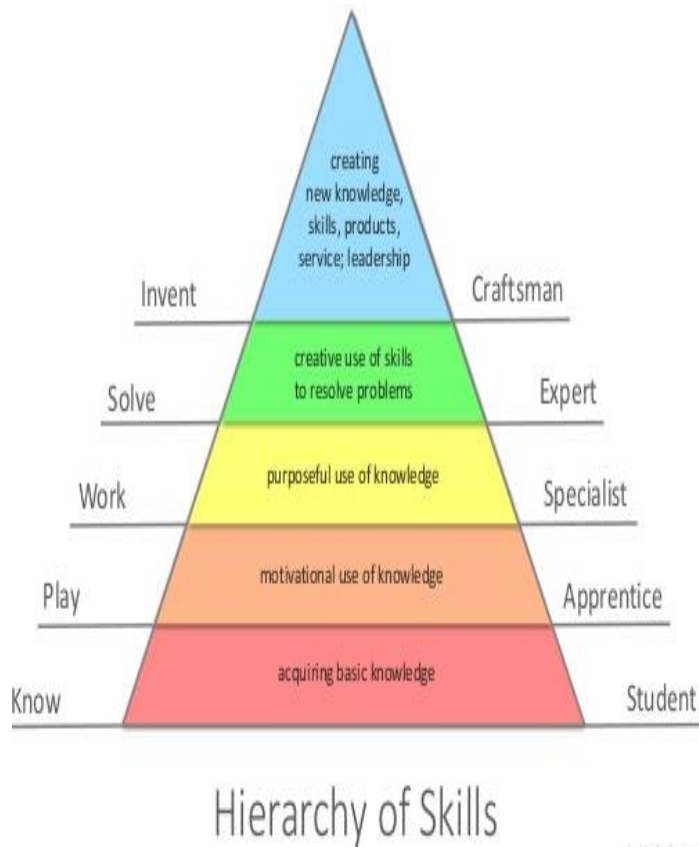 creating
new knowledge,
skills, products,
service; leadership
Invent
Craftsman
creative use of skills
to resolve problems
Solve
Expert
purposeful use of knowledge
Work
Specialist
motivational use of knowledge
Play
Apprentice
acquiring basic knowledge
Know
Student
Hierarchy of Skills